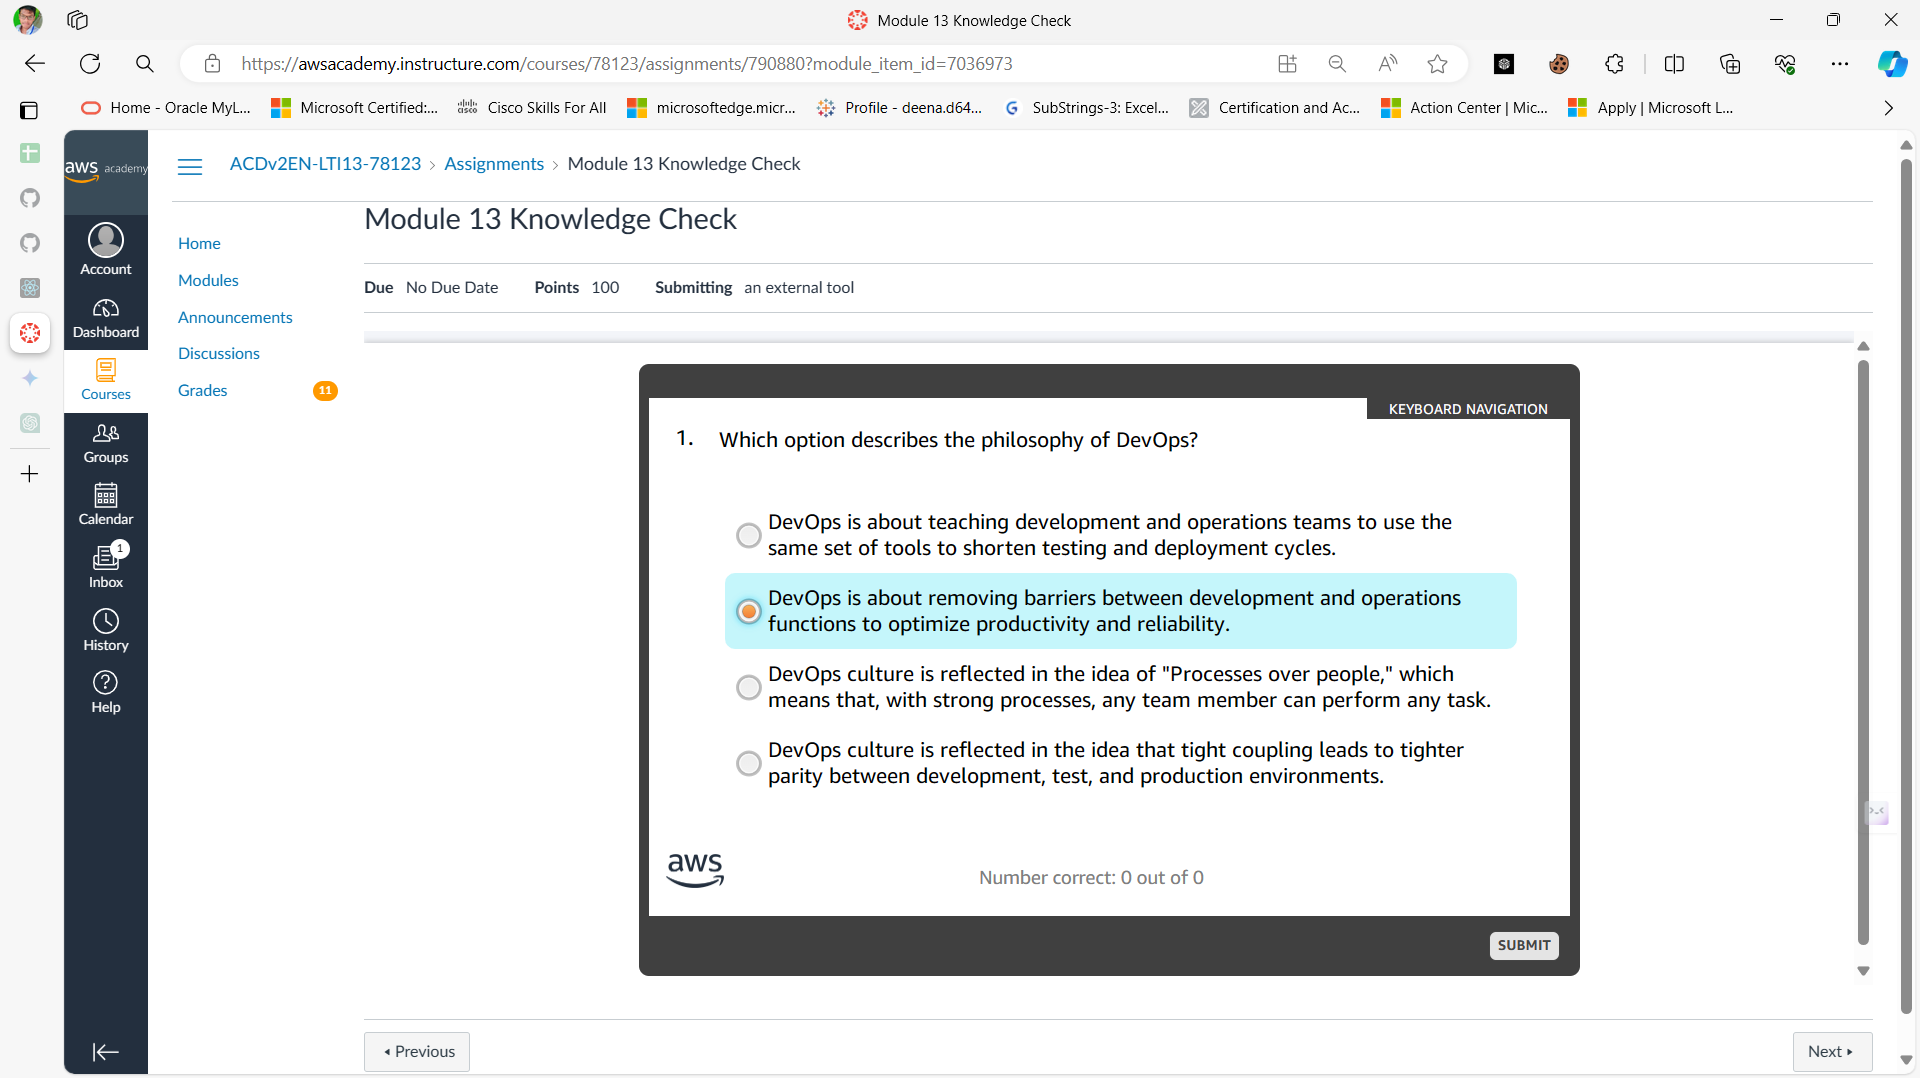 Module 13 Knowledge Check
https://awsacademy.instructure.com/courses/78123/assignments/790880?module_item_id=7036973
Home - Oracle MyL...
Microsoft Certified:...
Cisco Skills For All
microsoftedge.micr...
Profile - deena.d64...
SubStrings-3: Excel...
Certification and Ac...
Action Center | Mic...
Apply | Microsoft L...
aws academy
ACDv2EN-LTI13-78123 > Assignments > Module 13 Knowledge Check
Account
Dashboard
Courses
Groups
Calendar
1
Inbox
History
Help
Home
Modules
Announcements
Discussions
Grades 11
Module 13 Knowledge Check
Due No Due Date Points 100 Submitting an external tool
KEYBOARD NAVIGATION
1. Which option describes the philosophy of DevOps?
DevOps is about teaching development and operations teams to use the
same set of tools to shorten testing and deployment cycles.
DevOps is about removing barriers between development and operations
functions to optimize productivity and reliability.
DevOps culture is reflected in the idea of "Processes over people," which
means that, with strong processes, any team member can perform any task.
DevOps culture is reflected in the idea that tight coupling leads to tighter
parity between development, test, and production environments.
aws
Number correct: 0 out of 0
SUBMIT
Previous
Next